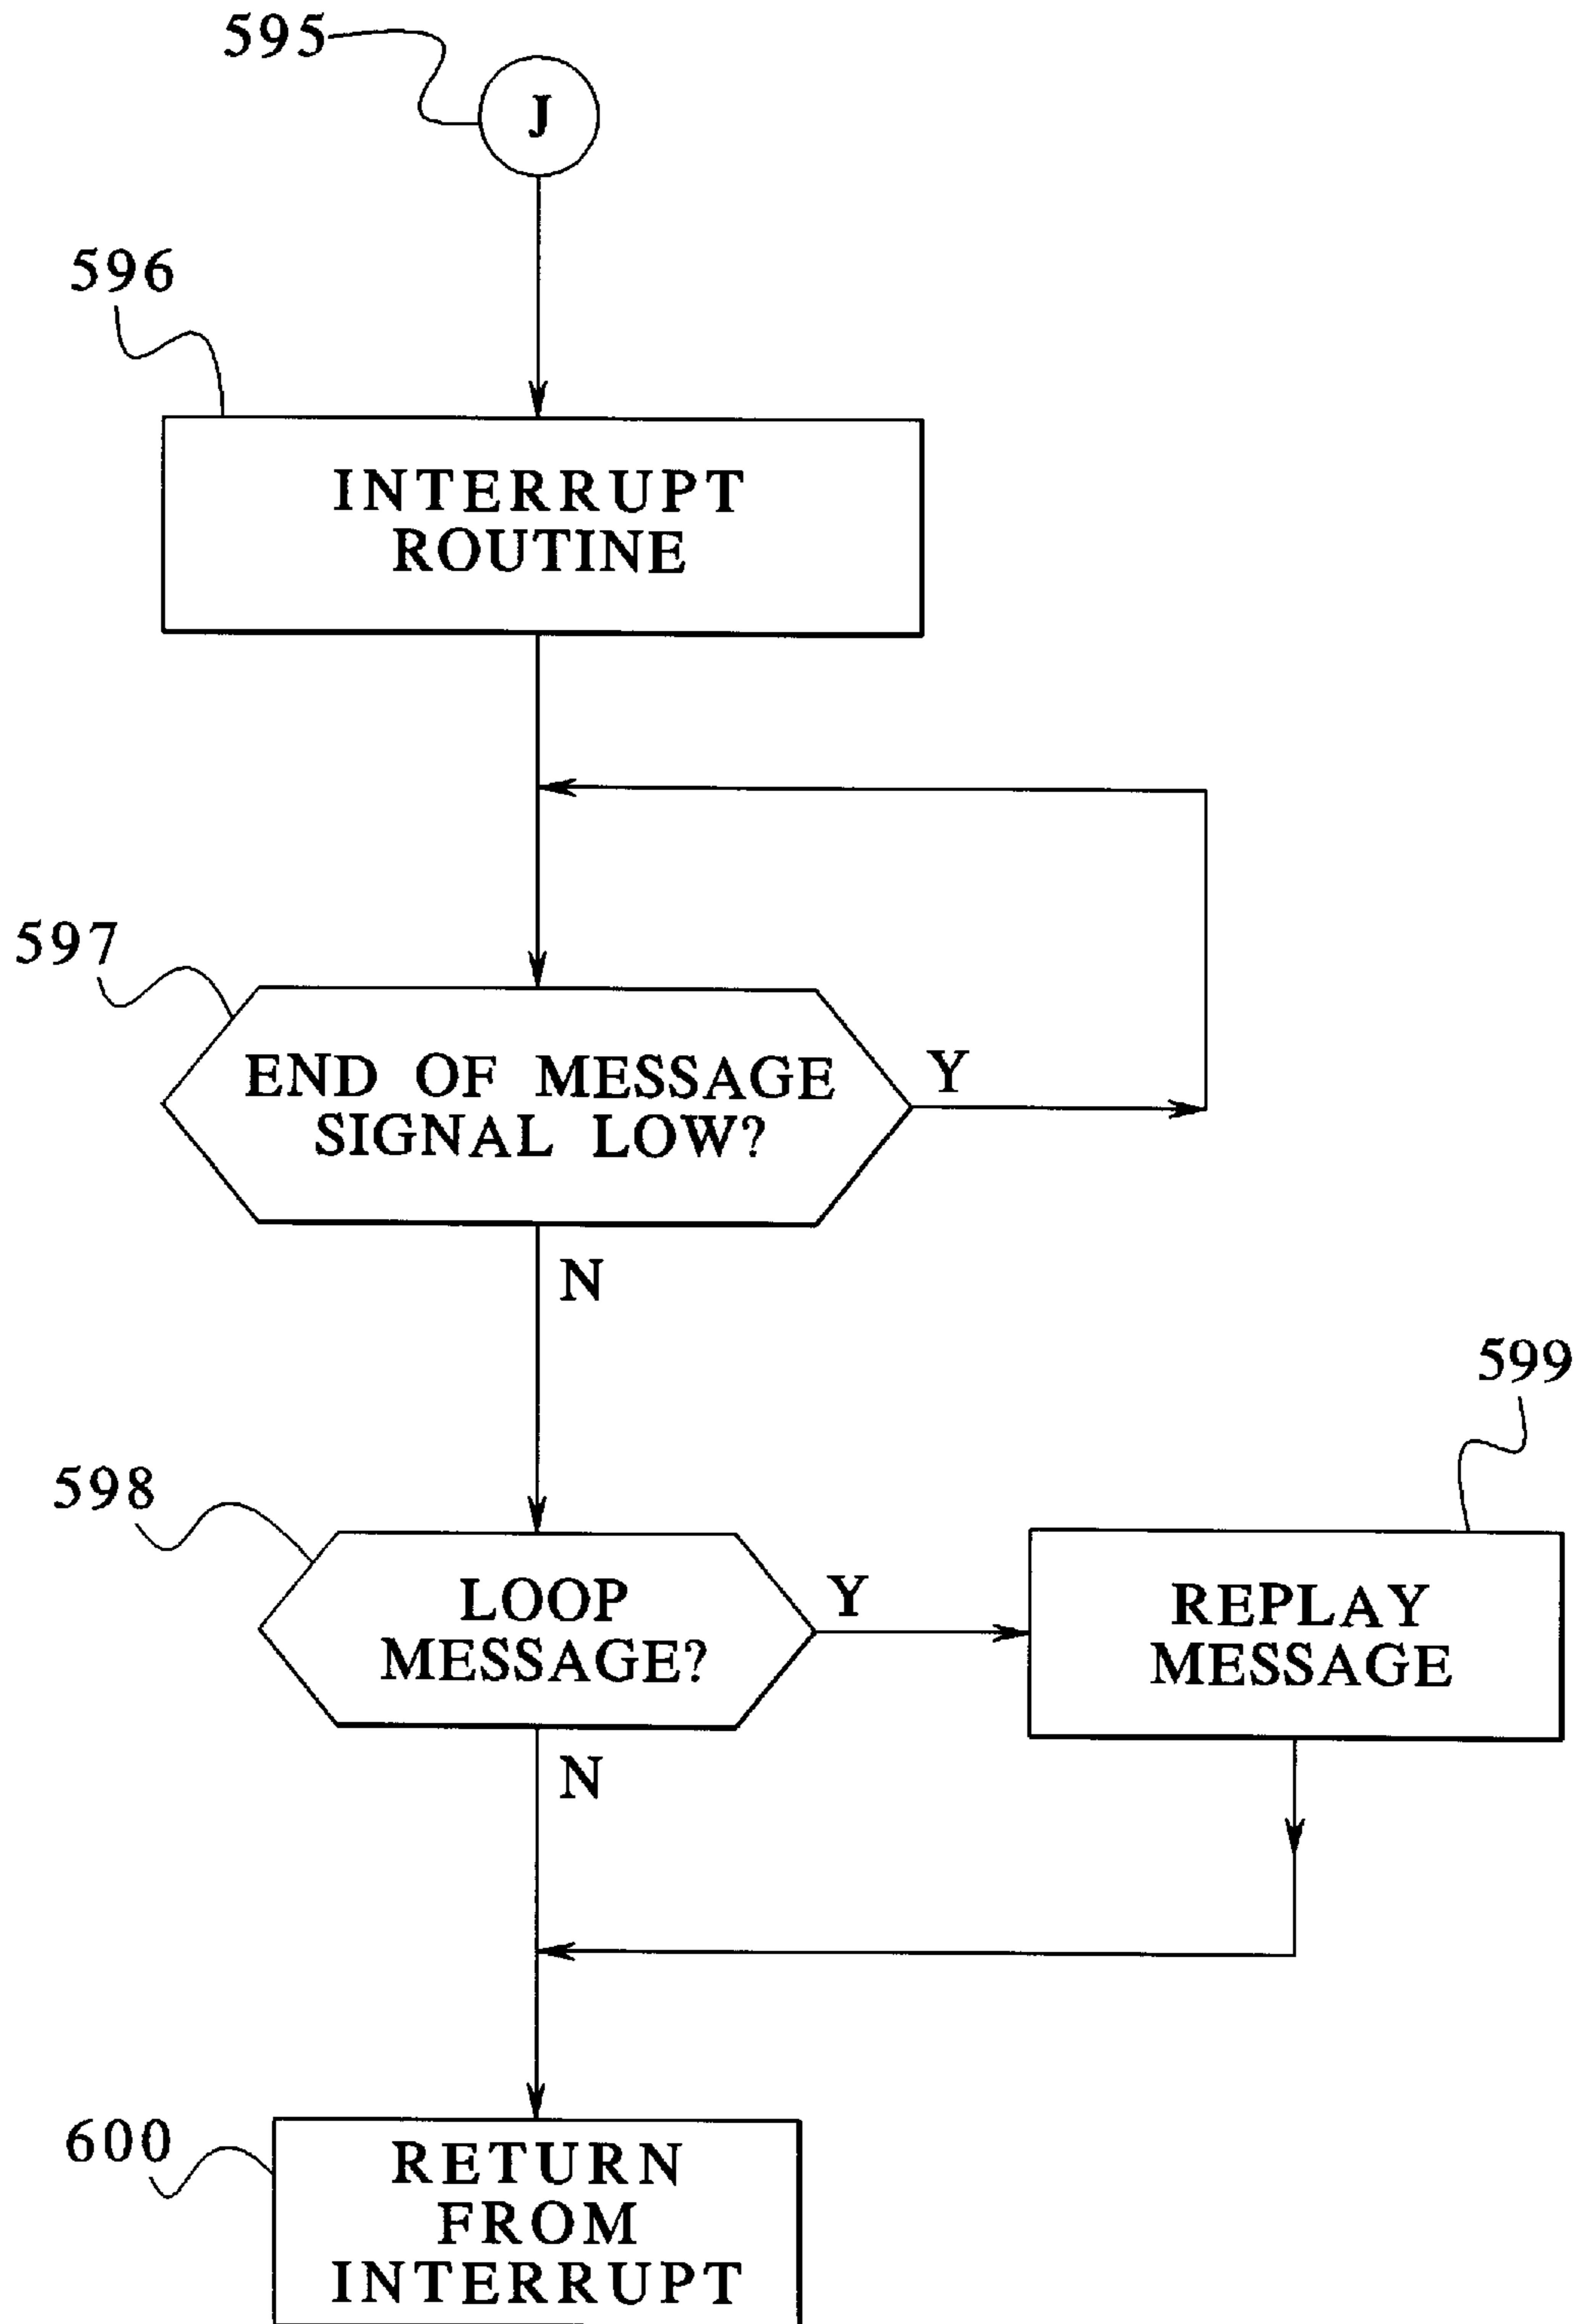 595
J
596
INTERRUPT
ROUTINE
597
END OF MESSAGE
SIGNAL LOW?
Y
N
599
598
LOOP
MESSAGE?
Y
REPLAY
MESSAGE
N
600
RETURN
FROM
INTERRUPT